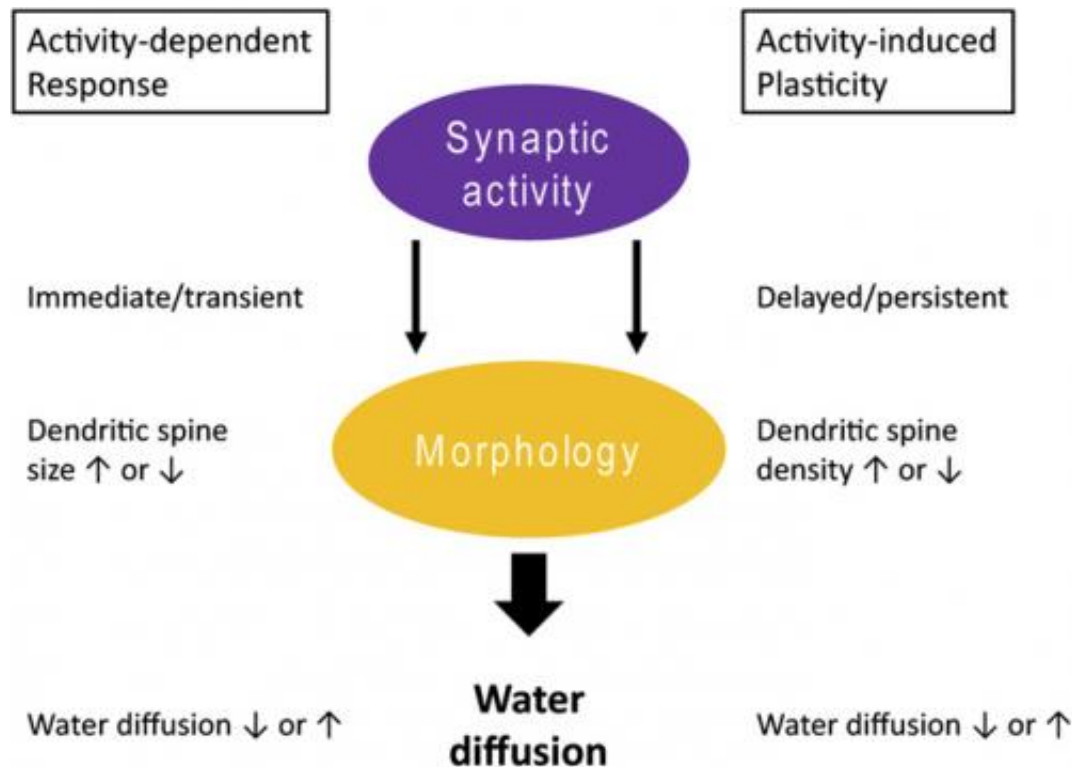 Activity-dependent
Response
Activity-induced
Plasticity
Synaptic
activity
Immediate/transient
Delayed/persistent
Dendritic spine
size ↑ or ↓
Morphology
Dendritic spine
density ↑ or ↓
Water diffusion ↓ or ↑
Water
diffusion
Water diffusion ↓ or ↑